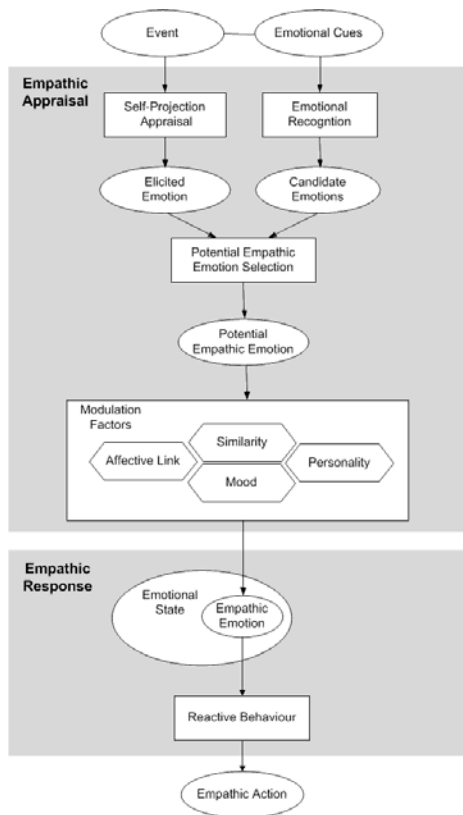 Event
Emotional Cues
Empathic
Appraisal
Self-Projection
Appraisal
Emotional
Recogntion
Elicited
Emotion
Candidate
Emotions
Potential Empathic
Emotion Selection
Potential
Empathic Emotion
Modulation
Factors
Similarity
Affective Link
Personality
Mood
Empathic
Response
Emotional
State
Empathic
Emotion
Reactive Behaviour
Empathic Action